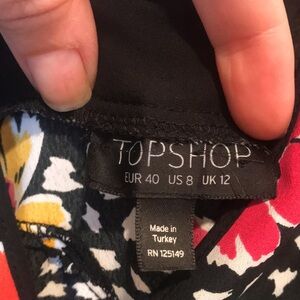 TOPSHOP
EUR 40 US 8 UK 12
Made in
Turkey
RN 125149